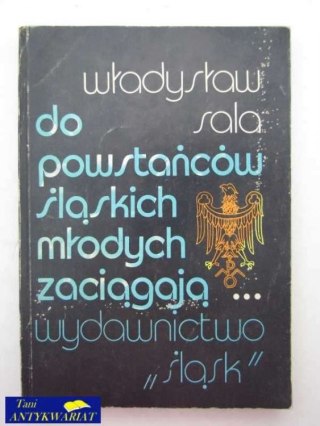 władysław
sala
do
powstańców
śląskich
młodych
zaciągają ...
wydawnictwo
„śląsk”
Tani
ANTYKWARIAT